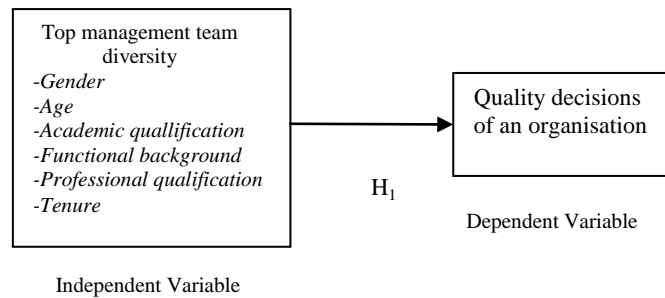 Top management team
diversity
-Gender
-Age
-Academic quallification
-Functional background
-Professional qualification
-Tenure
Quality decisions
of an organisation
H1
Dependent Variable
Independent Variable